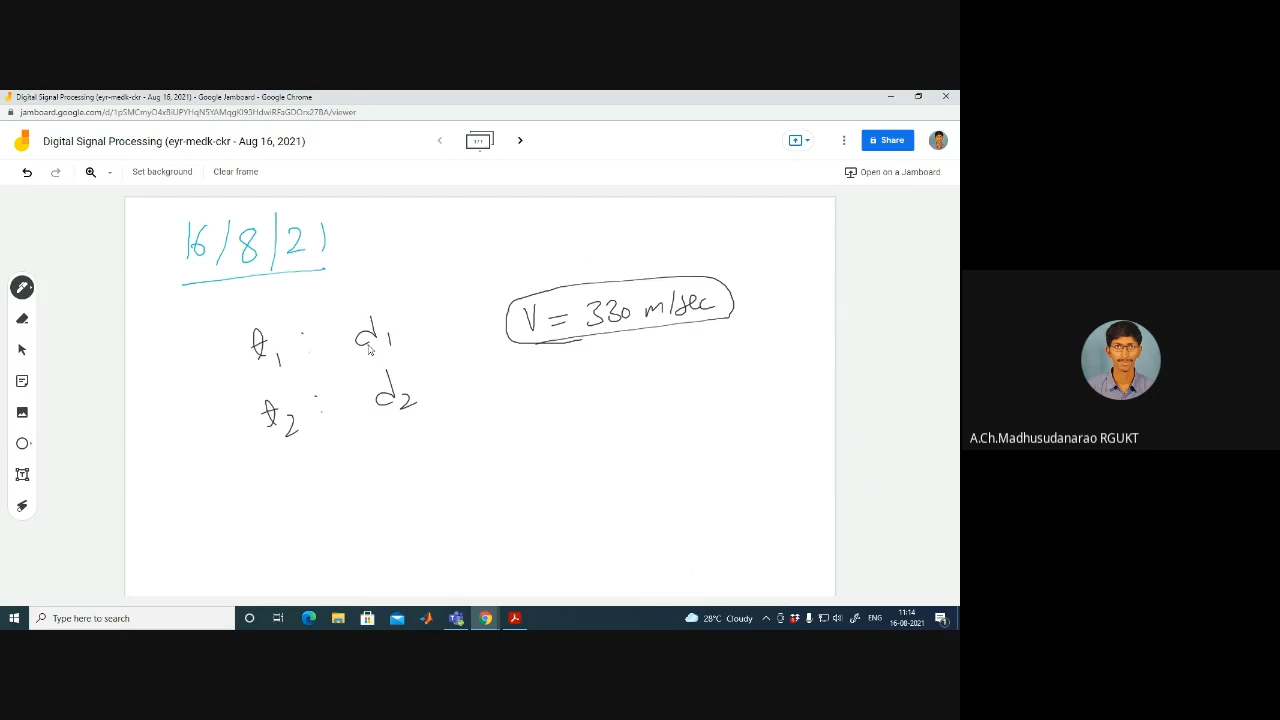 Digital Signal Processing (eyr-medk-ckr - Aug 16, 2021) - Google Jamboard - Google Chrome
Digital Signal Processing (eyr-medk-ckr - Aug 16, 2021)
1/1
Share
Set background
Clear frame
Open on a Jamboard
16/8/21
V = 330 m/sec
t1 : d1
t2 : d2
A.Ch.Madhusudanarao RGUKT
Type here to search
28°C Cloudy
ENG
11:14
16-08-2021